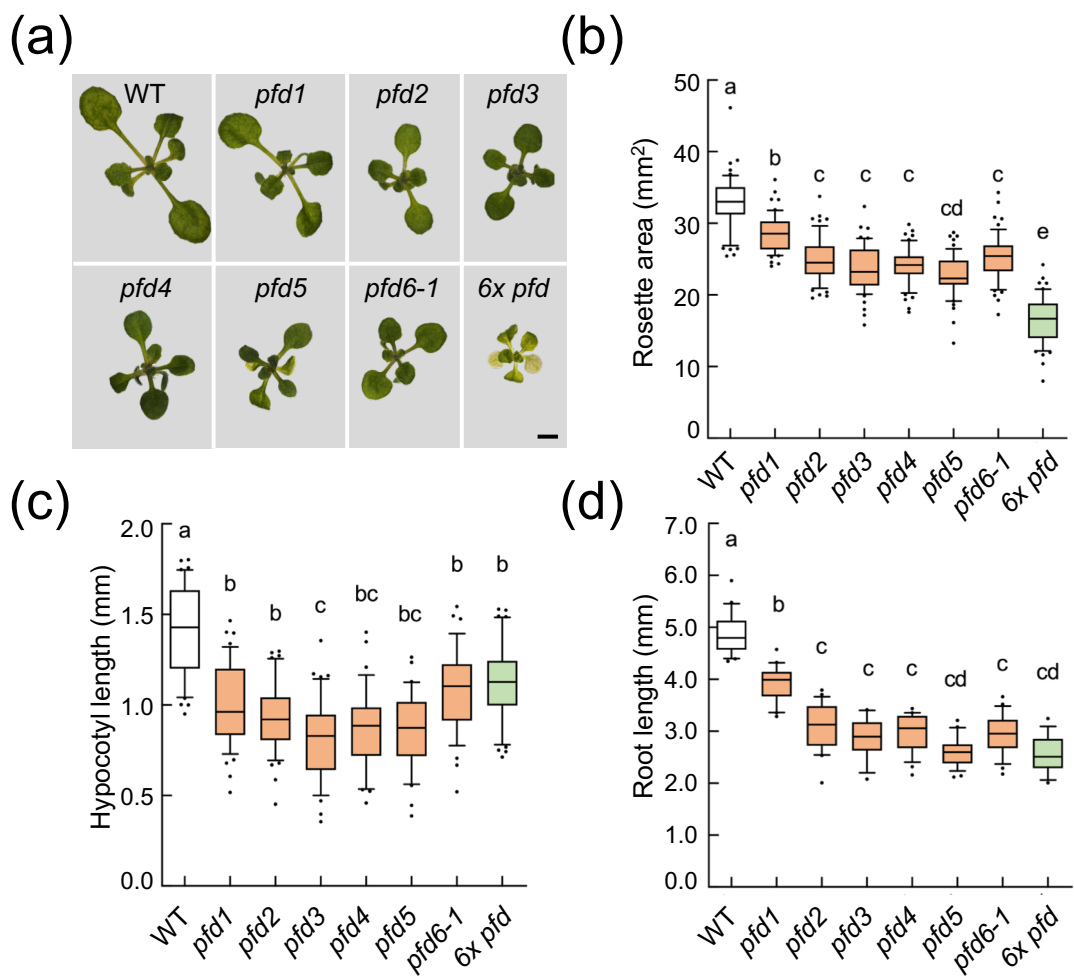 (a)
WT pfd1 pfd2 pfd3
pfd4 pfd5 pfd6-1 6x pfd
(b)
Rosette area (mm²)
50
40
30
20
10
0
a b c c c cd c e
WT pfd1 pfd2 pfd3 pfd4 pfd5 pfd6-1 6x pfd
(c)
Hypocotyl length (mm)
2.0
1.5
1.0
0.5
0.0
a b b c bc bc b b
WT pfd1 pfd2 pfd3 pfd4 pfd5 pfd6-1 6x pfd
(d)
Root length (mm)
7.0
6.0
5.0
4.0
3.0
2.0
1.0
0.0
a b c c c cd c cd
WT pfd1 pfd2 pfd3 pfd4 pfd5 pfd6-1 6x pfd